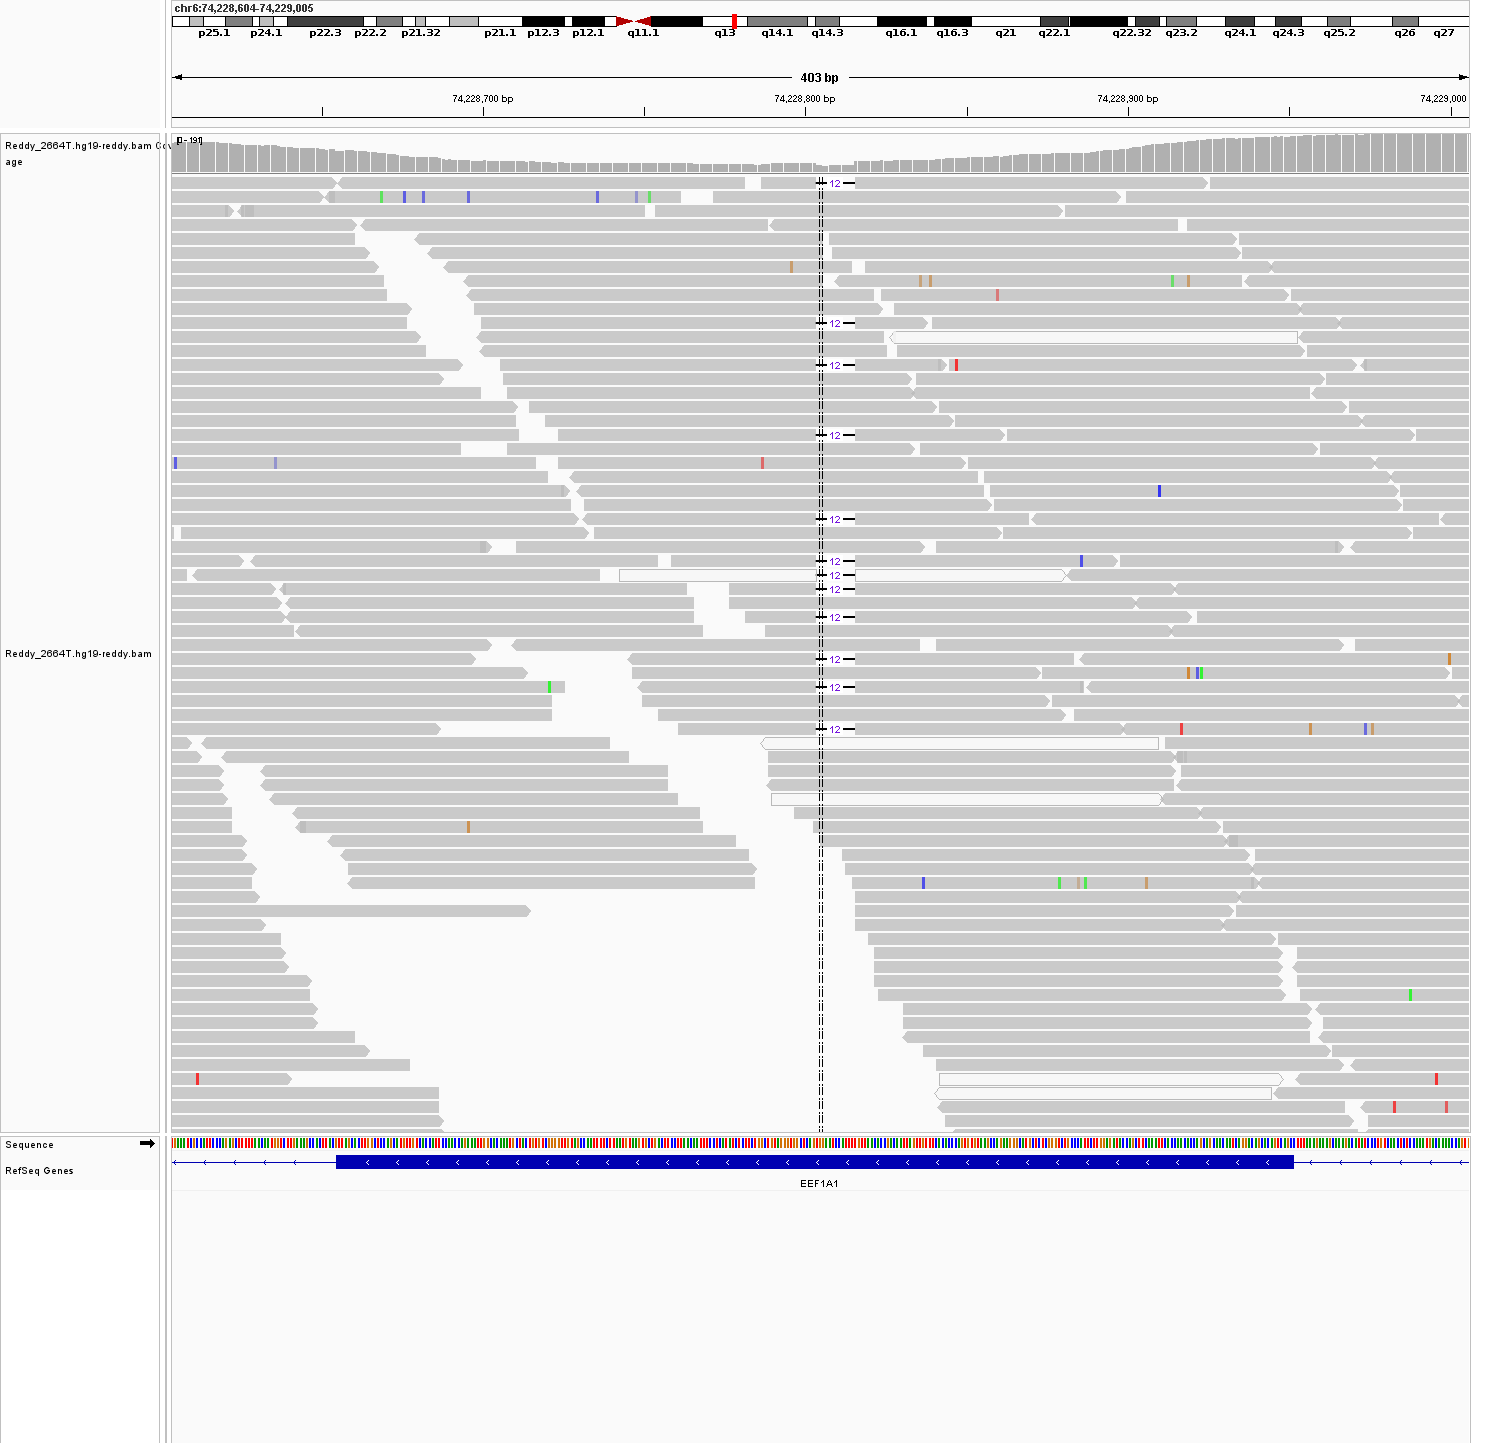 chr6:74,228,604-74,229,005
p25.1 p24.1 p22.3 p22.2 p21.32 p21.1 p12.3 p12.1 q11.1 q13 q14.1 q14.3 q16.1 q16.3 q21 q22.1 q22.32 q23.2 q24.1 q24.3 q25.2 q26 q27
403 bp
74,228,700 bp 74,228,800 bp 74,228,900 bp 74,229,000
Reddy_2664T.hg19-reddy.bam Cov
age
[0 - 191]
12
12
12
12
12
12
12
12
12
Reddy_2664T.hg19-reddy.bam
12
12
12
Sequence
RefSeq Genes
EEF1A1